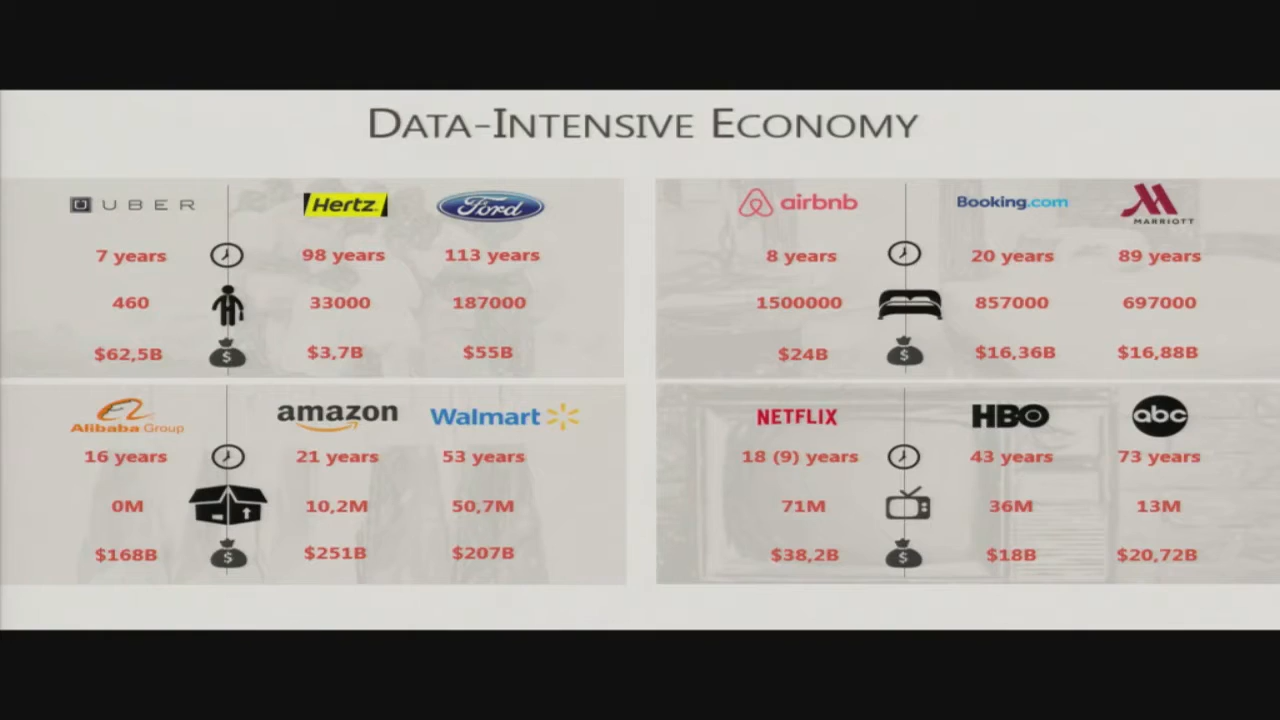 DATA-INTENSIVE ECONOMY
UBER Hertz Ford
7 years 98 years 113 years
460 33000 187000
$62,5B $ $3,7B $55B
airbnb Booking.com MARRIOTT
8 years 20 years 89 years
1500000 857000 697000
$24B $ $16,36B $16,88B
Alibaba Group amazon Walmart
16 years 21 years 53 years
0M 10,2M 50,7M
$168B $ $251B $207B
NETFLIX HBO abc
18 (9) years 43 years 73 years
71M 36M 13M
$38,2B $ $18B $20,72B